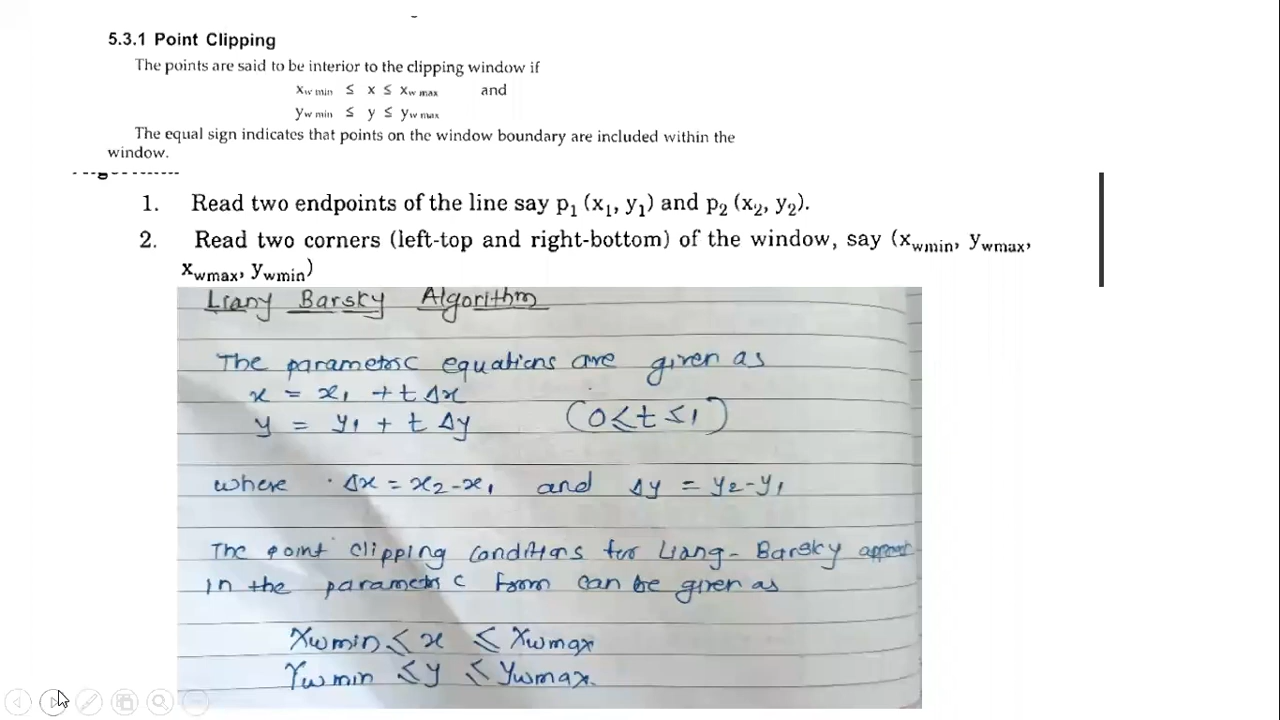 5.3.1 Point Clipping
The points are said to be interior to the clipping window if
xw min ≤ x ≤ xw max and
yw min ≤ y ≤ yw max
The equal sign indicates that points on the window boundary are included within the
window.
1. Read two endpoints of the line say p₁ (x₁, y₁) and p₂ (x₂, y₂).
2. Read two corners (left-top and right-bottom) of the window, say (xwmin, ywmax,
xwmax, ywmin)
Liany Barsky Algorithm
The parametric equations are given as
x = x₁ + t Δx
y = y₁ + t Δy (0 ≤ t ≤ 1)
where Δx = x₂-x₁ and Δy = y₂-y₁
The point clipping conditions for Liang-Barsky
in the parametric form can be given as
Xwmin ≤ x ≤ Xwmax
Ywmin ≤ y ≤ Ywmax.